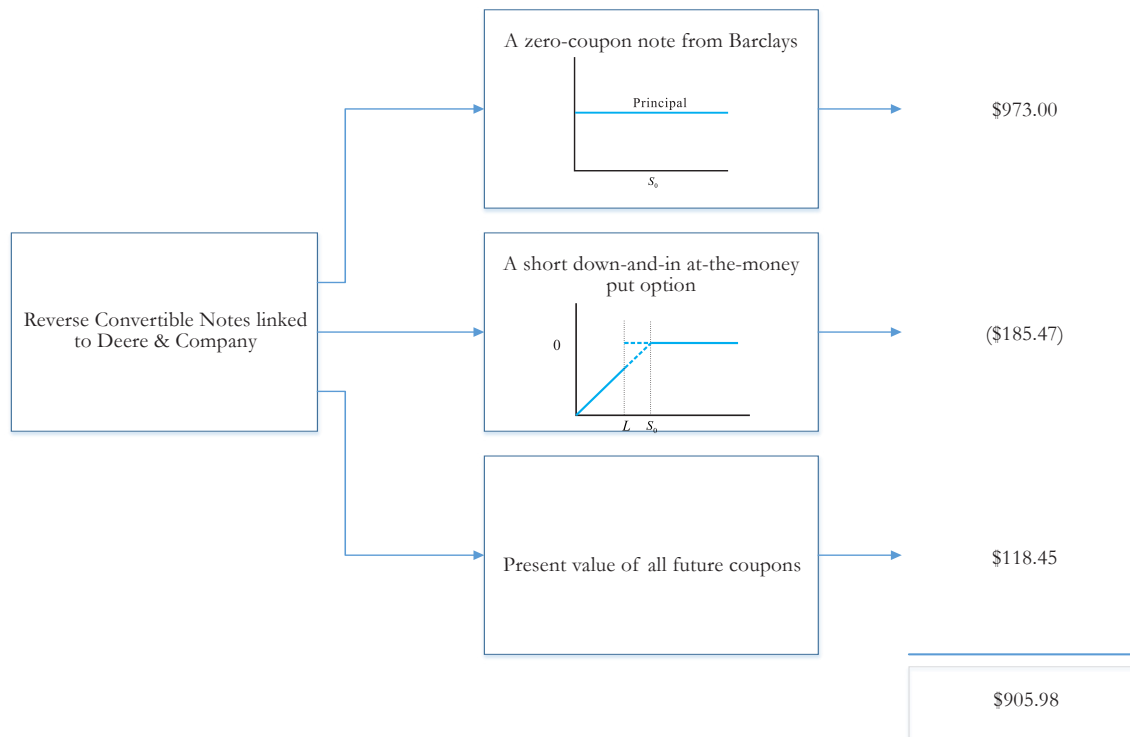 A zero-coupon note from Barclays
Principal
S₀
$973.00
Reverse Convertible Notes linked
to Deere & Company
A short down-and-in at-the-money
put option
0
L S₀
($185.47)
Present value of all future coupons
$118.45
$905.98